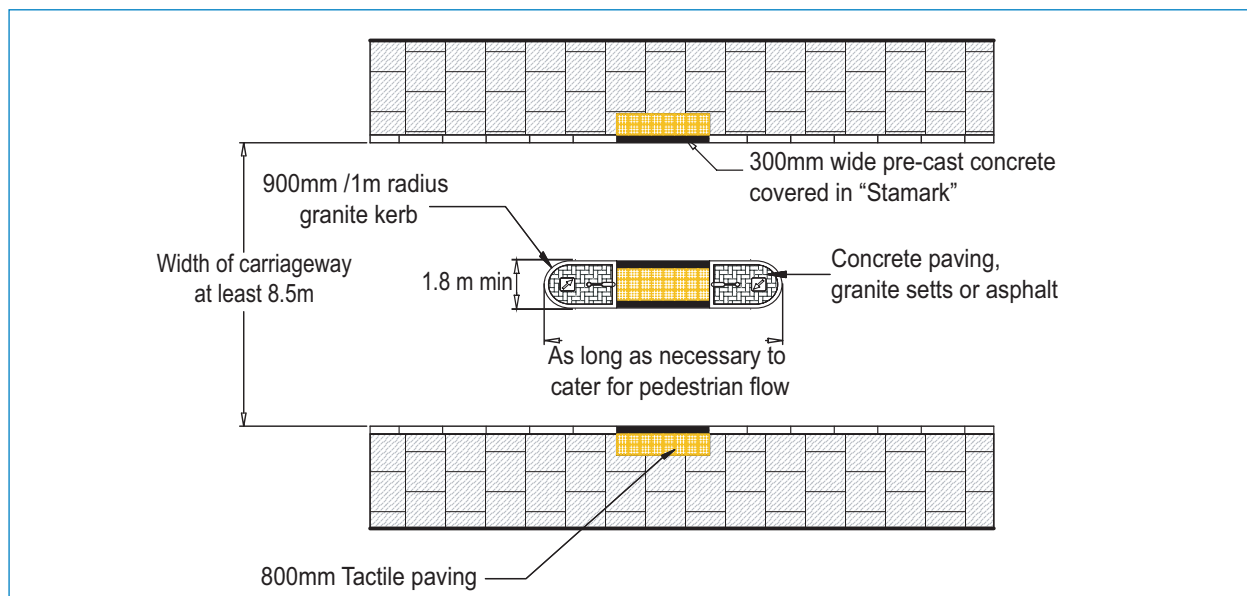 300mm wide pre-cast concrete
covered in “Stamark”
900mm /1m radius
granite kerb
Width of carriageway
at least 8.5m
1.8 m min
Concrete paving,
granite setts or asphalt
As long as necessary to
cater for pedestrian flow
800mm Tactile paving